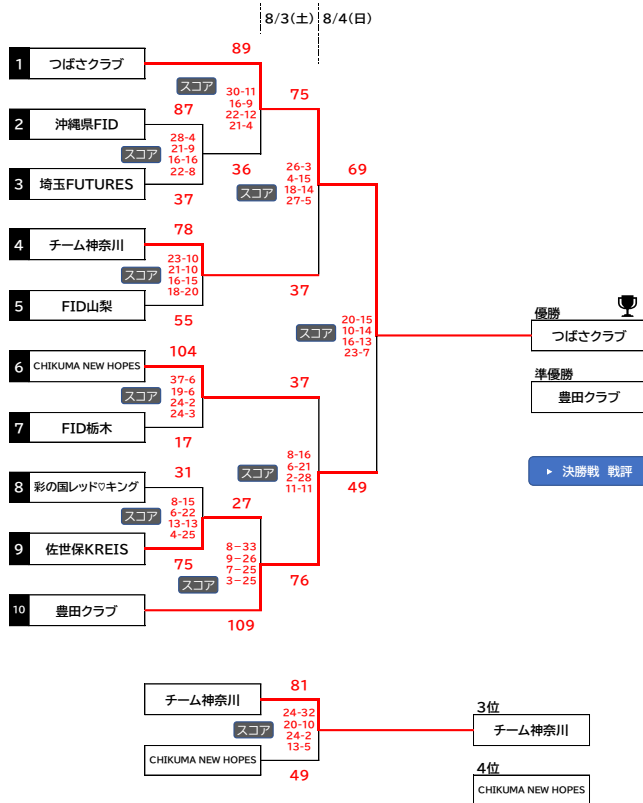 8/3(土) 8/4(日)
89
1 つばさクラブ
スコア
30-11
16-9
22-12
21-4
75
87
2 沖縄県FID
スコア
28-4
21-9
16-16
22-8
36
3 埼玉FUTURES
37
スコア
26-3
4-15
18-14
27-5
69
78
4 チーム神奈川
スコア
23-10
21-10
16-15
18-20
37
5 FID山梨
55
スコア
20-15
10-14
16-13
23-7
優勝
つばさクラブ
準優勝
豊田クラブ
104
6 CHIKUMA NEW HOPES
スコア
37-6
19-6
24-2
24-3
37
7 FID栃木
17
スコア
8-16
6-21
2-28
11-11
49
▶ 決勝戦 戦評
31
8 彩の国レッド♡キング
スコア
8-15
6-22
13-13
4-25
27
9 佐世保KREIS
75
スコア
8−33
9−26
7−25
3−25
76
10 豊田クラブ
109
81
チーム神奈川
スコア
24-32
20-10
24-2
13-5
3位
チーム神奈川
CHIKUMA NEW HOPES
49
4位
CHIKUMA NEW HOPES